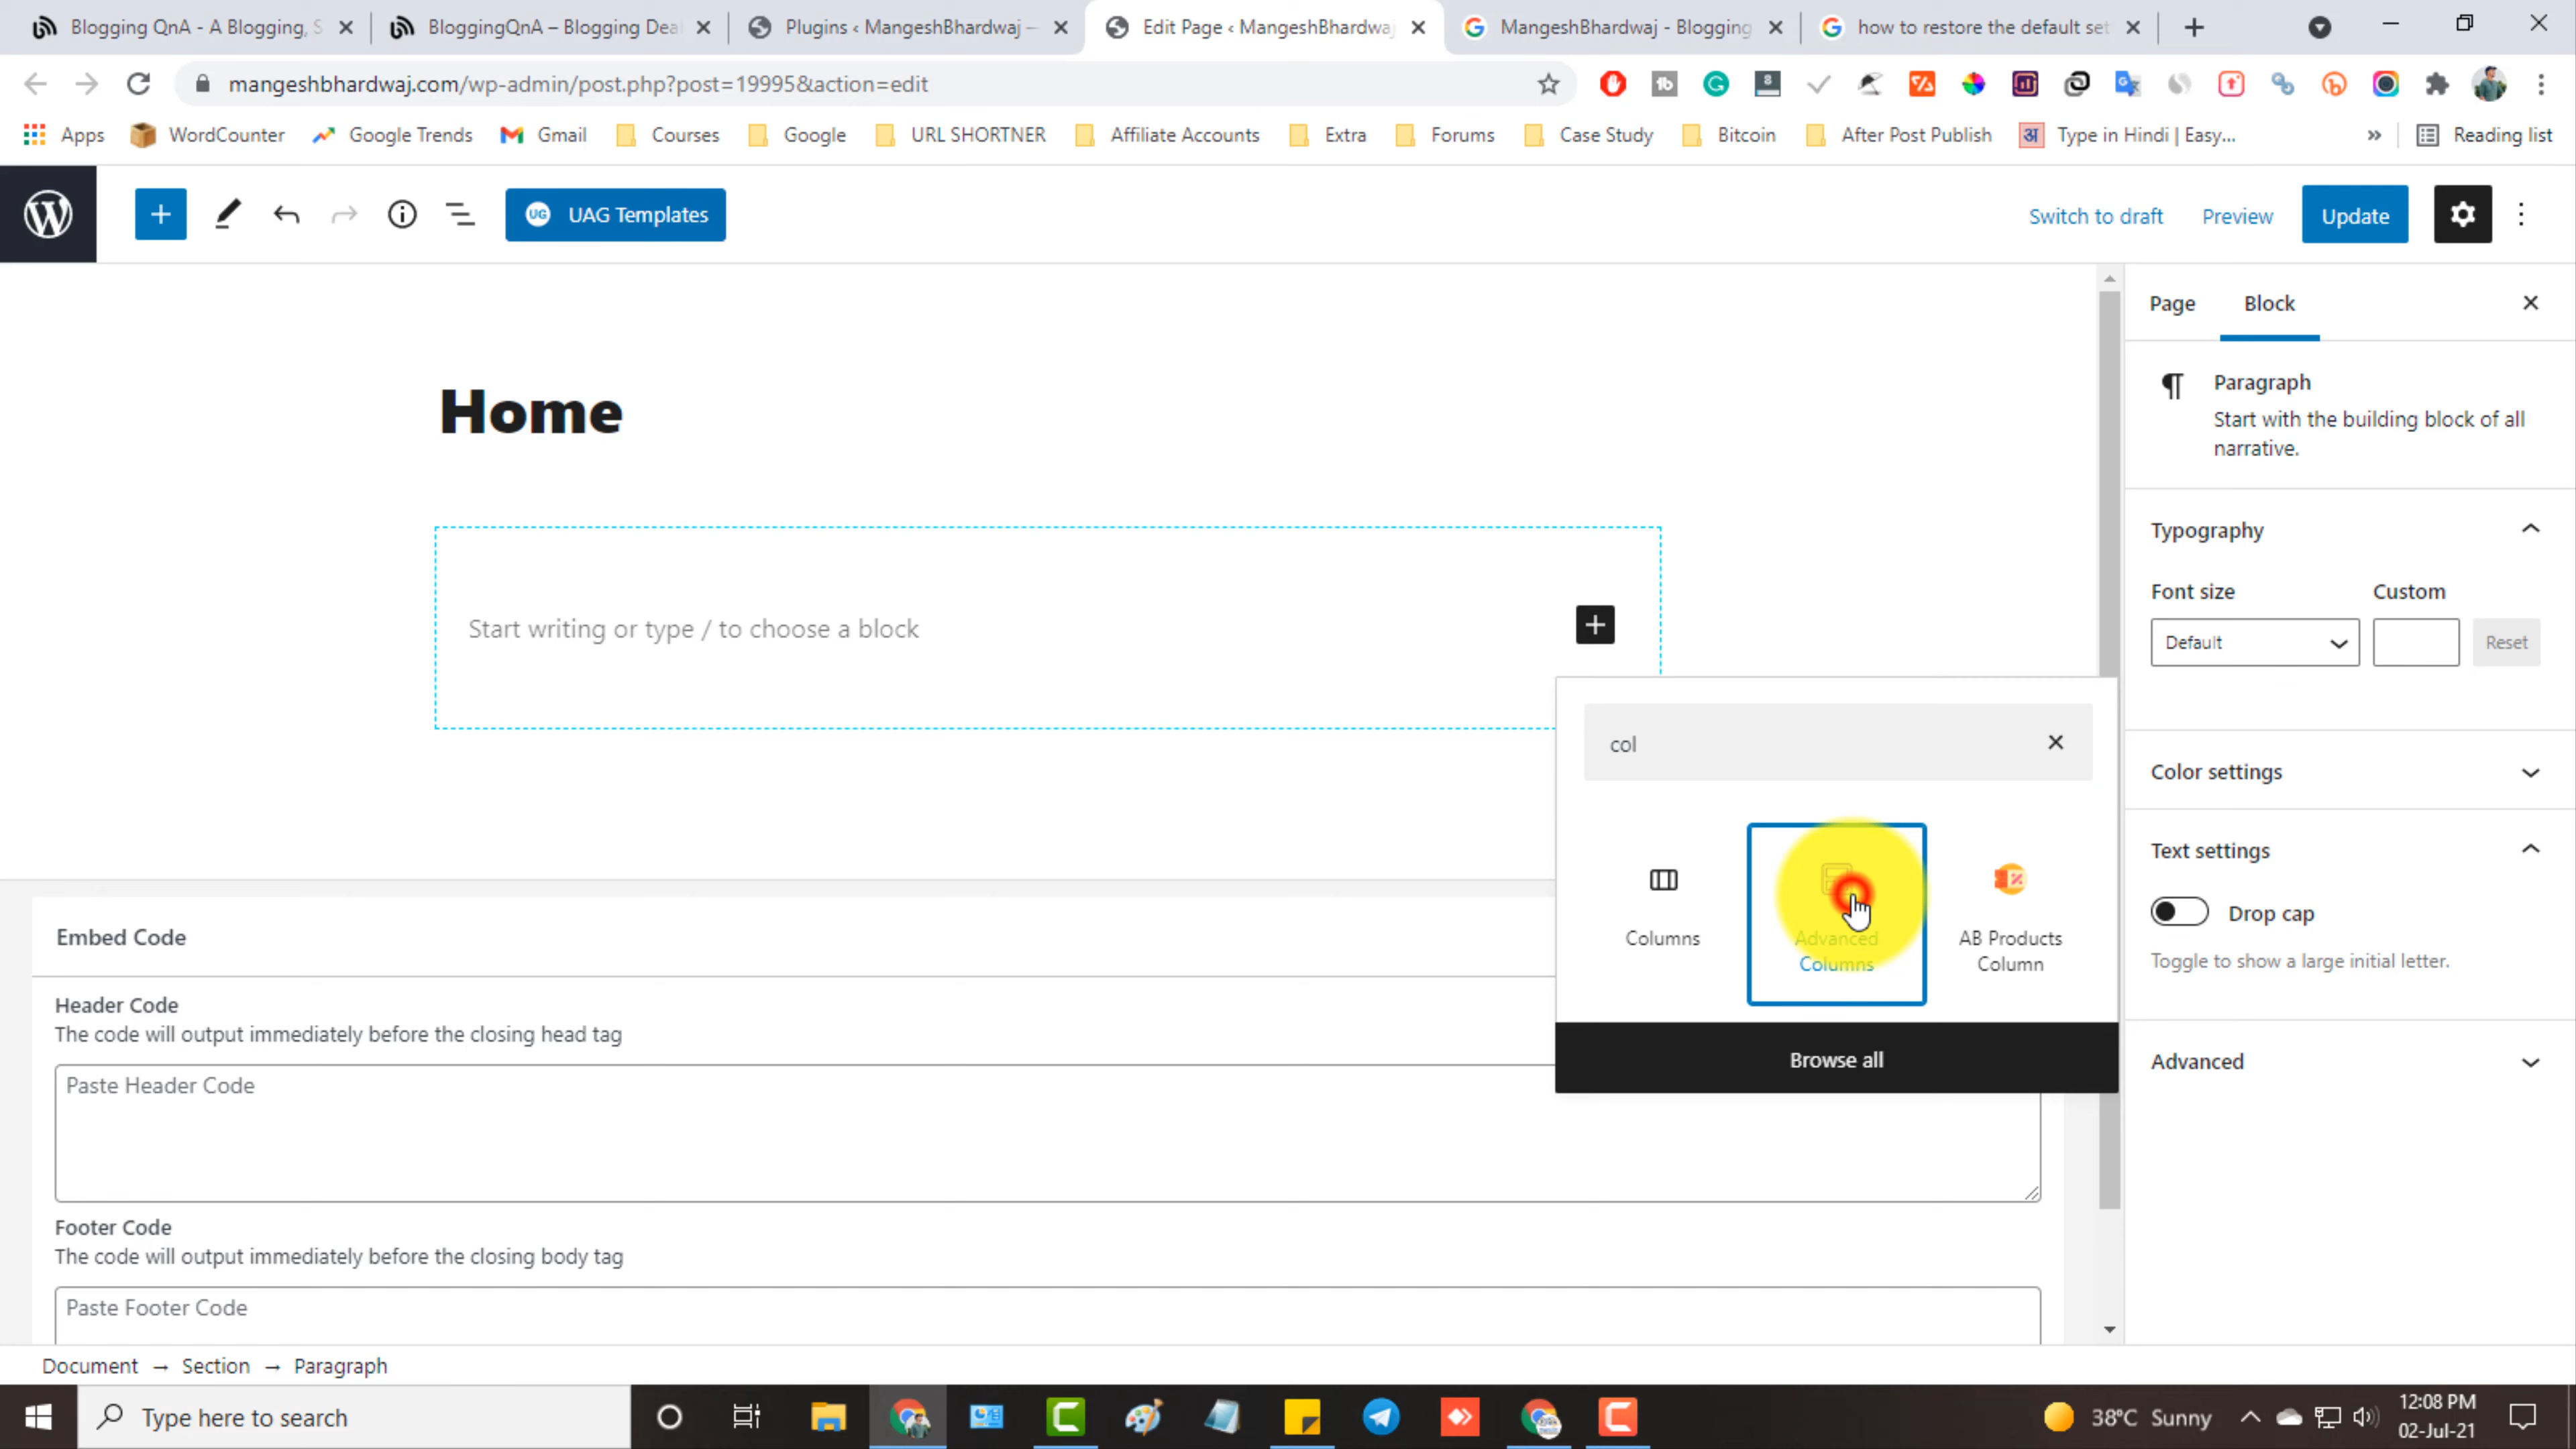 Blogging QnA - A Blogging, S
BloggingQnA – Blogging Deal
Plugins ‹ MangeshBhardwaj —
Edit Page ‹ MangeshBhardwaj
MangeshBhardwaj - Blogging
how to restore the default set
mangeshbhardwaj.com/wp-admin/post.php?post=19995&action=edit
Apps
WordCounter
Google Trends
Gmail
Courses
Google
URL SHORTNER
Affiliate Accounts
Extra
Forums
Case Study
Bitcoin
After Post Publish
Type in Hindi | Easy...
»
Reading list
UAG Templates
Switch to draft
Preview
Update
Page
Block
Home
Paragraph
Start with the building block of all
narrative.
Typography
Font size
Custom
Default
Reset
Start writing or type / to choose a block
col
Color settings
Text settings
Drop cap
Toggle to show a large initial letter.
Advanced
Columns
Advanced
Columns
AB Products
Column
Browse all
Embed Code
Header Code
The code will output immediately before the closing head tag
Paste Header Code
Footer Code
The code will output immediately before the closing body tag
Paste Footer Code
Document → Section → Paragraph
Type here to search
38°C Sunny
12:08 PM
02-Jul-21